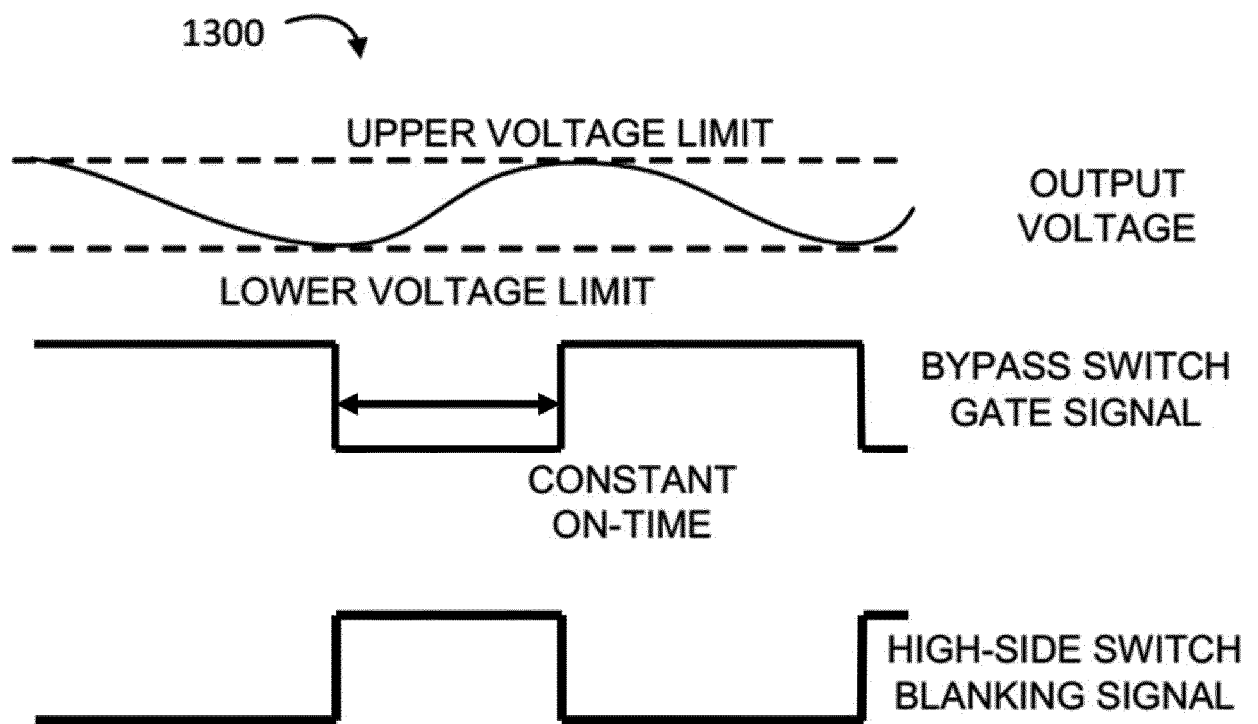 1300
UPPER VOLTAGE LIMIT
OUTPUT
VOLTAGE
LOWER VOLTAGE LIMIT
BYPASS SWITCH
GATE SIGNAL
CONSTANT
ON-TIME
HIGH-SIDE SWITCH
BLANKING SIGNAL